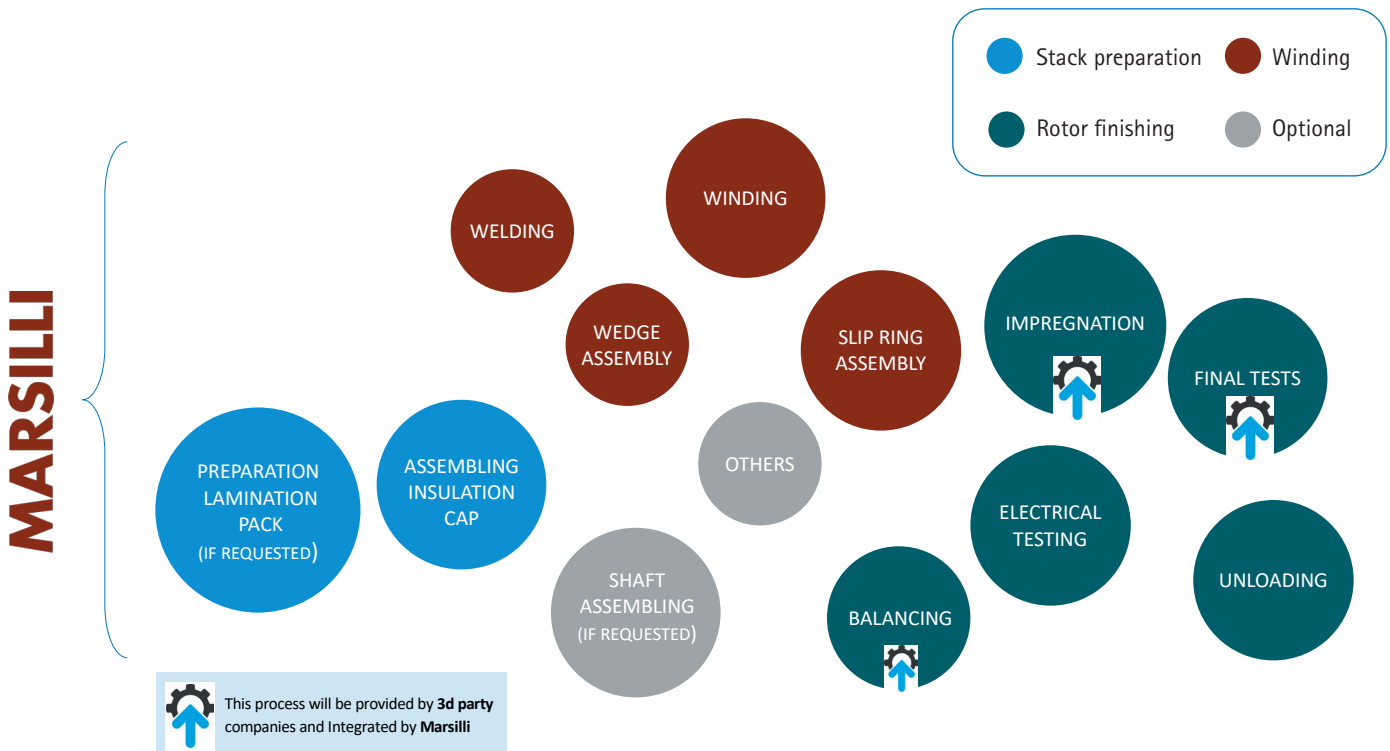 Stack preparation
Winding
Rotor finishing
Optional
MARSILLI
WELDING
WINDING
WEDGE
ASSEMBLY
SLIP RING
ASSEMBLY
IMPREGNATION
FINAL TESTS
PREPARATION
LAMINATION
PACK
(IF REQUESTED)
ASSEMBLING
INSULATION
CAP
OTHERS
ELECTRICAL
TESTING
SHAFT
ASSEMBLING
(IF REQUESTED)
BALANCING
UNLOADING
This process will be provided by 3d party
companies and Integrated by Marsilli